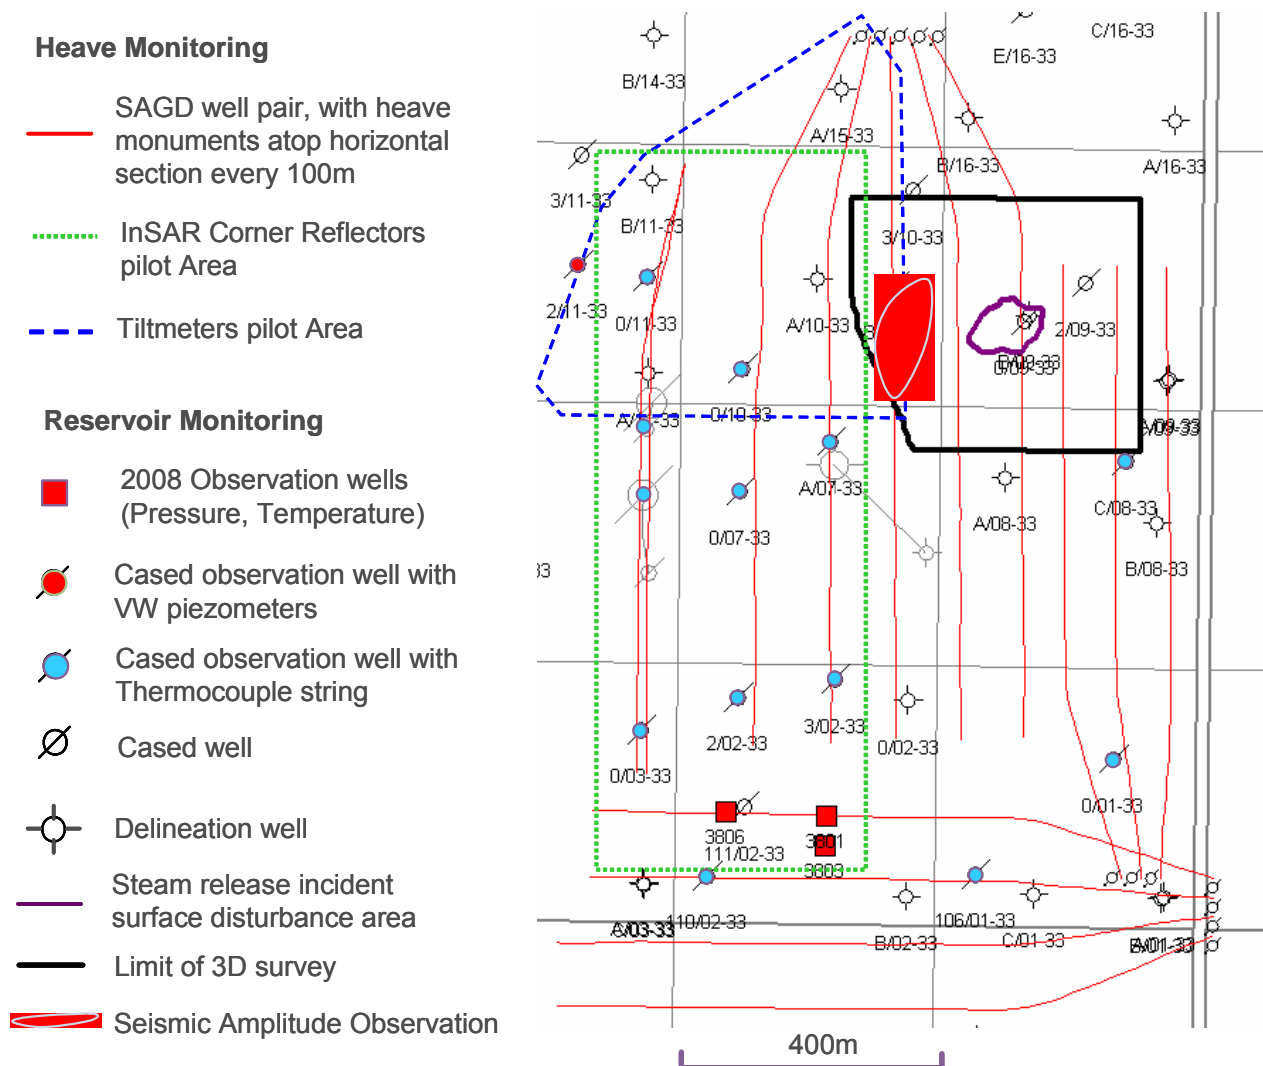 Heave Monitoring
SAGD well pair, with heave
monuments atop horizontal
section every 100m
InSAR Corner Reflectors
pilot Area
Tiltmeters pilot Area
Reservoir Monitoring
2008 Observation wells
(Pressure, Temperature)
Cased observation well with
VW piezometers
Cased observation well with
Thermocouple string
Cased well
Delineation well
Steam release incident
surface disturbance area
Limit of 3D survey
Seismic Amplitude Observation
C/16-33
E/16-33
B/14-33
A/15-33
B/16-33
A/16-33
3/11-33
B/11-33
3/10-33
2/11-33
0/11-33
A/10-33
2/09-33
0/09-33
0/10-33
A/07-33
C/08-33
A/08-33
0/07-33
B/08-33
33
3/02-33
2/02-33
0/02-33
0/03-33
0/01-33
3806
3801
111/02-33
3803
110/02-33
106/01-33
A/03-33
B/02-33
C/01-33
400m